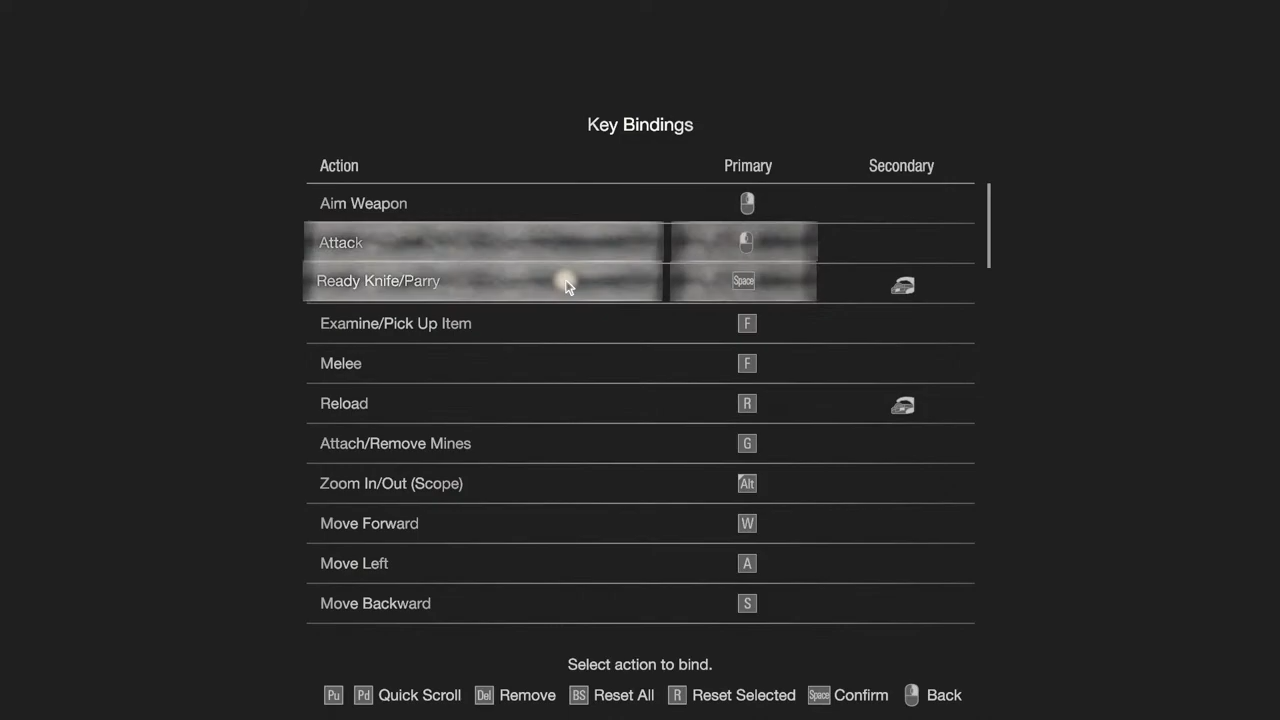 Key Bindings
Action Primary Secondary
Aim Weapon
Attack
Ready Knife/Parry Space
Examine/Pick Up Item F
Melee F
Reload R
Attach/Remove Mines G
Zoom In/Out (Scope) Alt
Move Forward W
Move Left A
Move Backward S
Select action to bind.
Pu Pd Quick Scroll Del Remove BS Reset All R Reset Selected Space Confirm Back